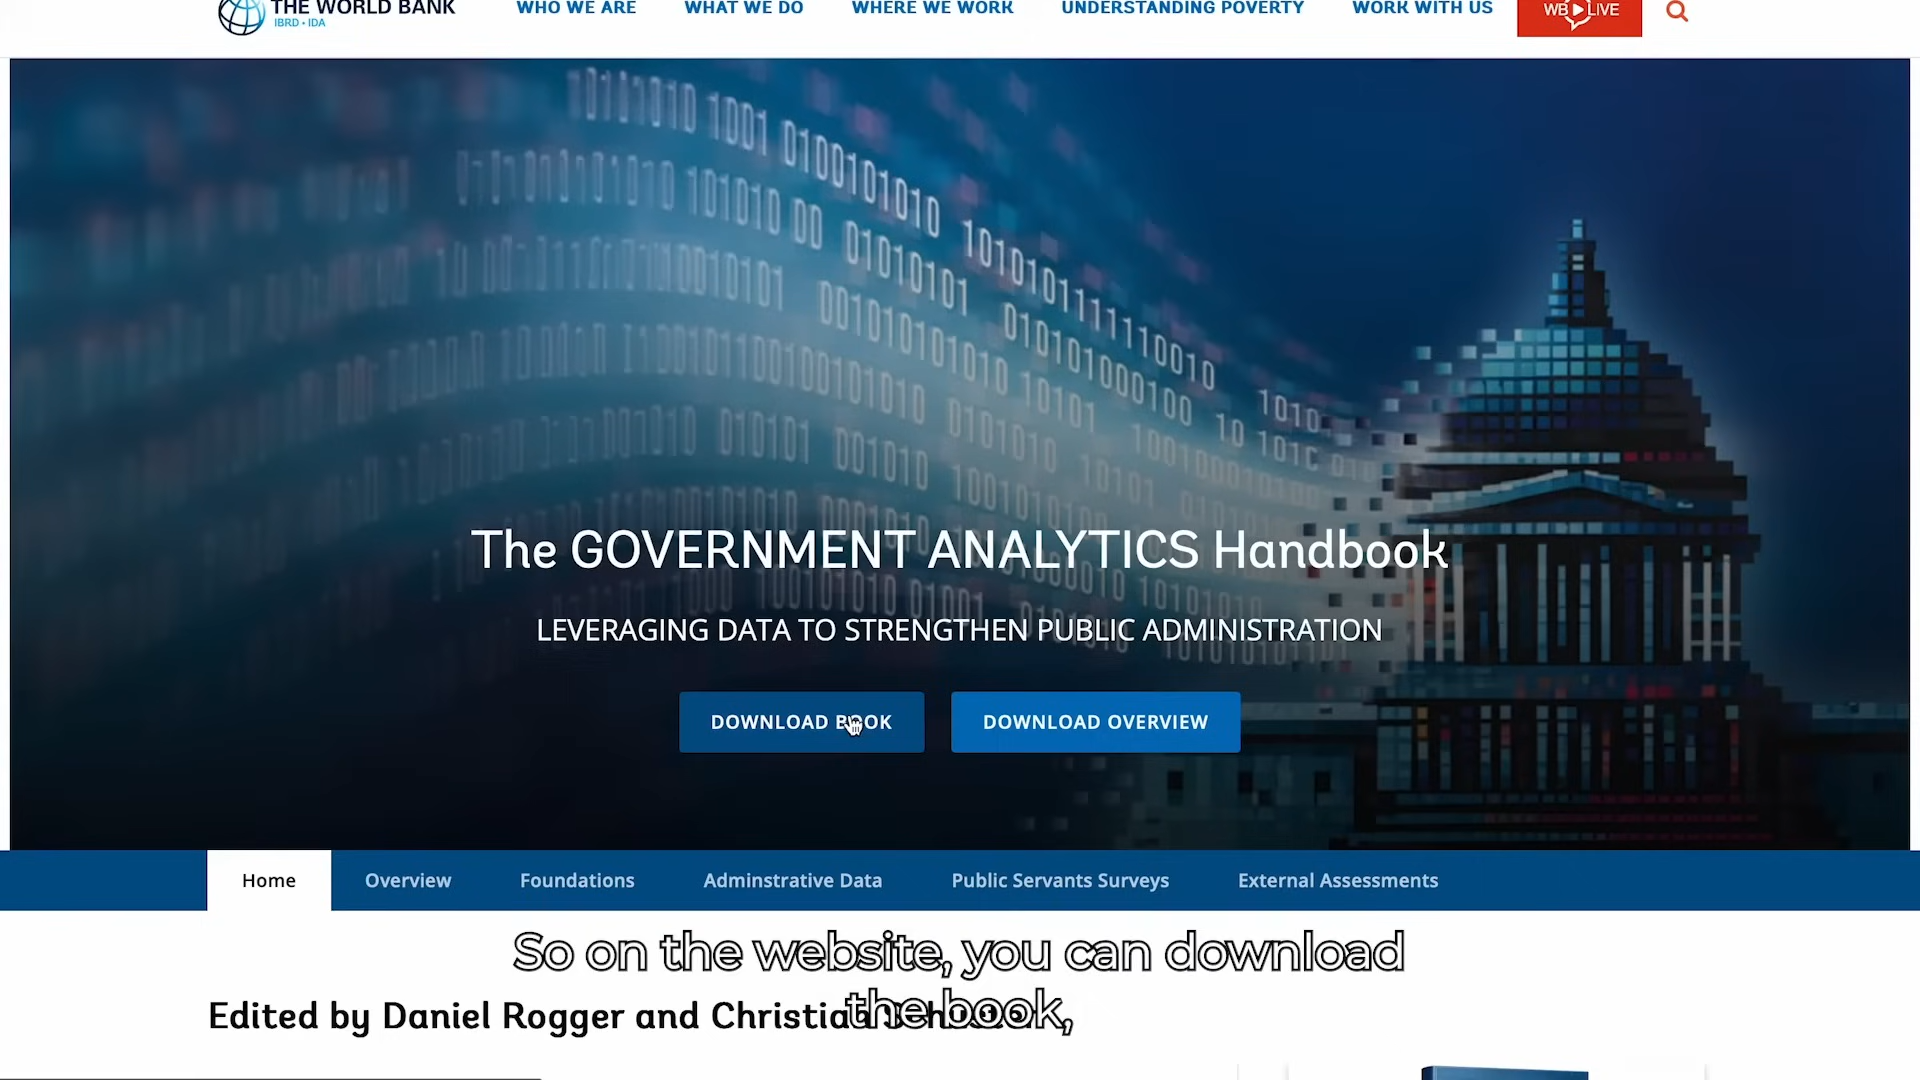 THE WORLD BANK
IBRD • IDA
WHO WE ARE
WHAT WE DO
WHERE WE WORK
UNDERSTANDING POVERTY
WORK WITH US
WB LIVE
The GOVERNMENT ANALYTICS Handbook
LEVERAGING DATA TO STRENGTHEN PUBLIC ADMINISTRATION
DOWNLOAD BOOK
DOWNLOAD OVERVIEW
Home
Overview
Foundations
Adminstrative Data
Public Servants Surveys
External Assessments
So on the website, you can download
the book,
Edited by Daniel Rogger and Christian